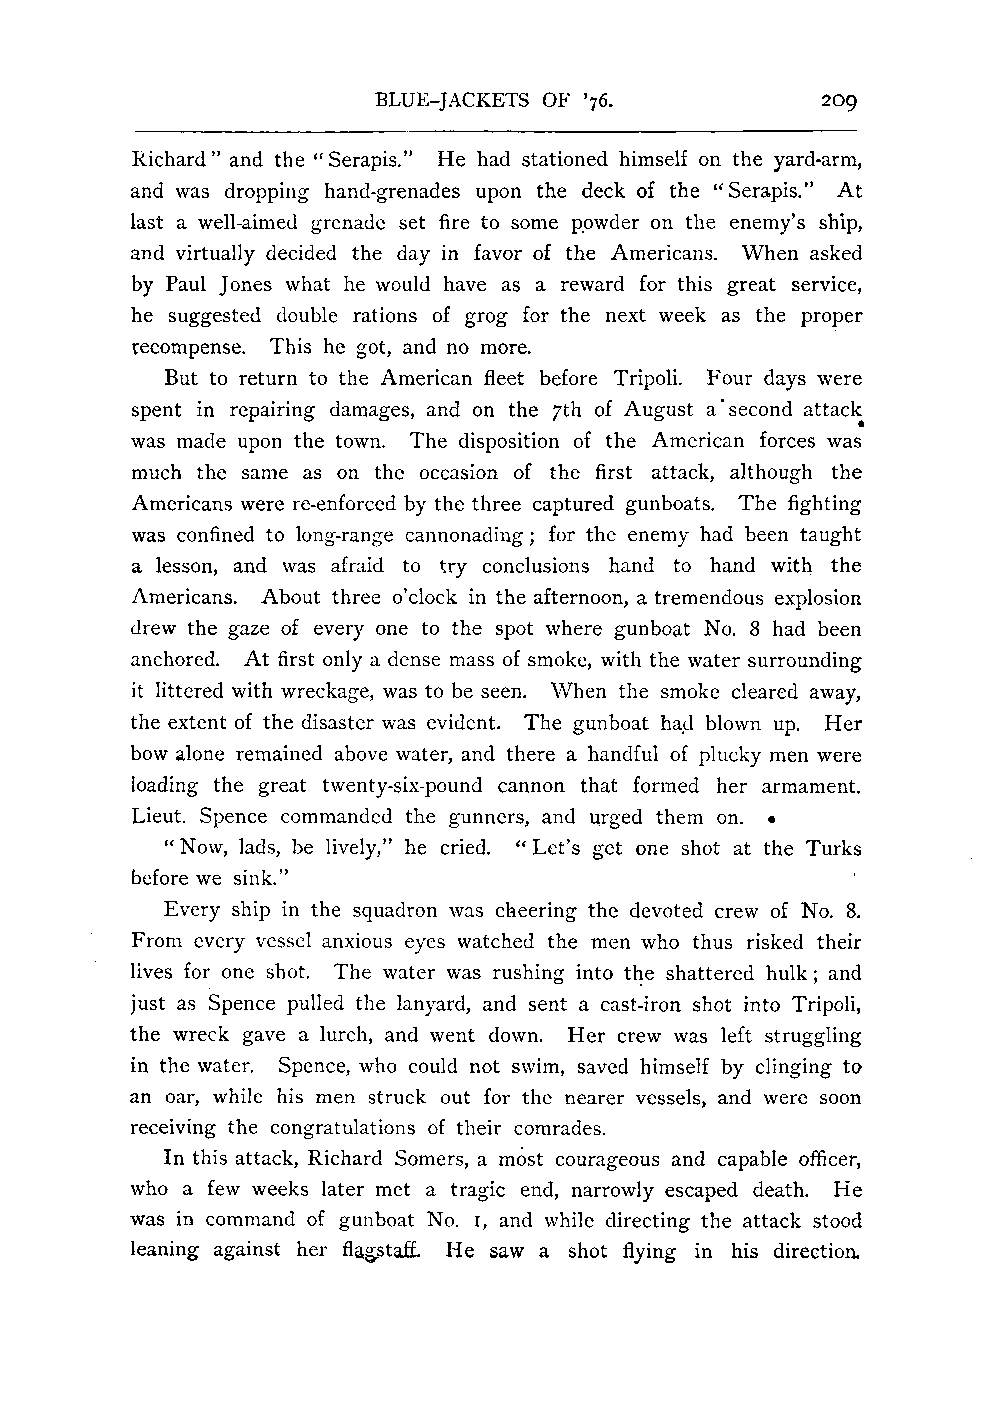 BLUE-JACKETS OF '76. 209
Richard" and the "Serapis." He had stationed himself on the yard-arm,
and was dropping hand-grenades upon the deck of the "Serapis." At
last a well-aimed grenade set fire to some powder on the enemy's ship,
and virtually decided the day in favor of the Americans. When asked
by Paul Jones what he would have as a reward for this great service,
he suggested double rations of grog for the next week as the proper
recompense. This he got, and no more.
But to return to the American fleet before Tripoli. Four days were
spent in repairing damages, and on the 7th of August a second attack
was made upon the town. The disposition of the American forces was
much the same as on the occasion of the first attack, although the
Americans were re-enforced by the three captured gunboats. The fighting
was confined to long-range cannonading; for the enemy had been taught
a lesson, and was afraid to try conclusions hand to hand with the
Americans. About three o'clock in the afternoon, a tremendous explosion
drew the gaze of every one to the spot where gunboat No. 8 had been
anchored. At first only a dense mass of smoke, with the water surrounding
it littered with wreckage, was to be seen. When the smoke cleared away,
the extent of the disaster was evident. The gunboat had blown up. Her
bow alone remained above water, and there a handful of plucky men were
loading the great twenty-six-pound cannon that formed her armament.
Lieut. Spence commanded the gunners, and urged them on.
"Now, lads, be lively," he cried. "Let's get one shot at the Turks
before we sink."
Every ship in the squadron was cheering the devoted crew of No. 8.
From every vessel anxious eyes watched the men who thus risked their
lives for one shot. The water was rushing into the shattered hulk; and
just as Spence pulled the lanyard, and sent a cast-iron shot into Tripoli,
the wreck gave a lurch, and went down. Her crew was left struggling
in the water. Spence, who could not swim, saved himself by clinging to
an oar, while his men struck out for the nearer vessels, and were soon
receiving the congratulations of their comrades.
In this attack, Richard Somers, a most courageous and capable officer,
who a few weeks later met a tragic end, narrowly escaped death. He
was in command of gunboat No. 1, and while directing the attack stood
leaning against her flagstaff. He saw a shot flying in his direction.